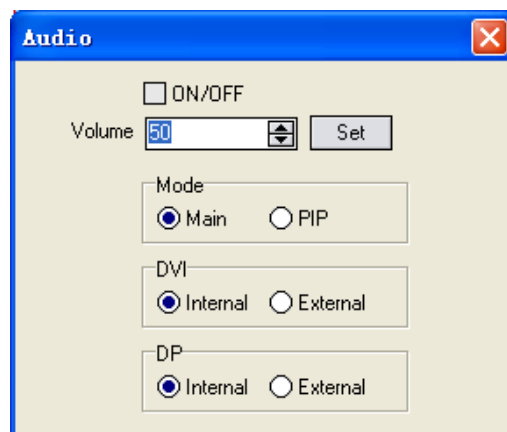 Audio
ON/OFF
Volume 50 Set
Mode
Main PIP
DVI
Internal External
DP
Internal External